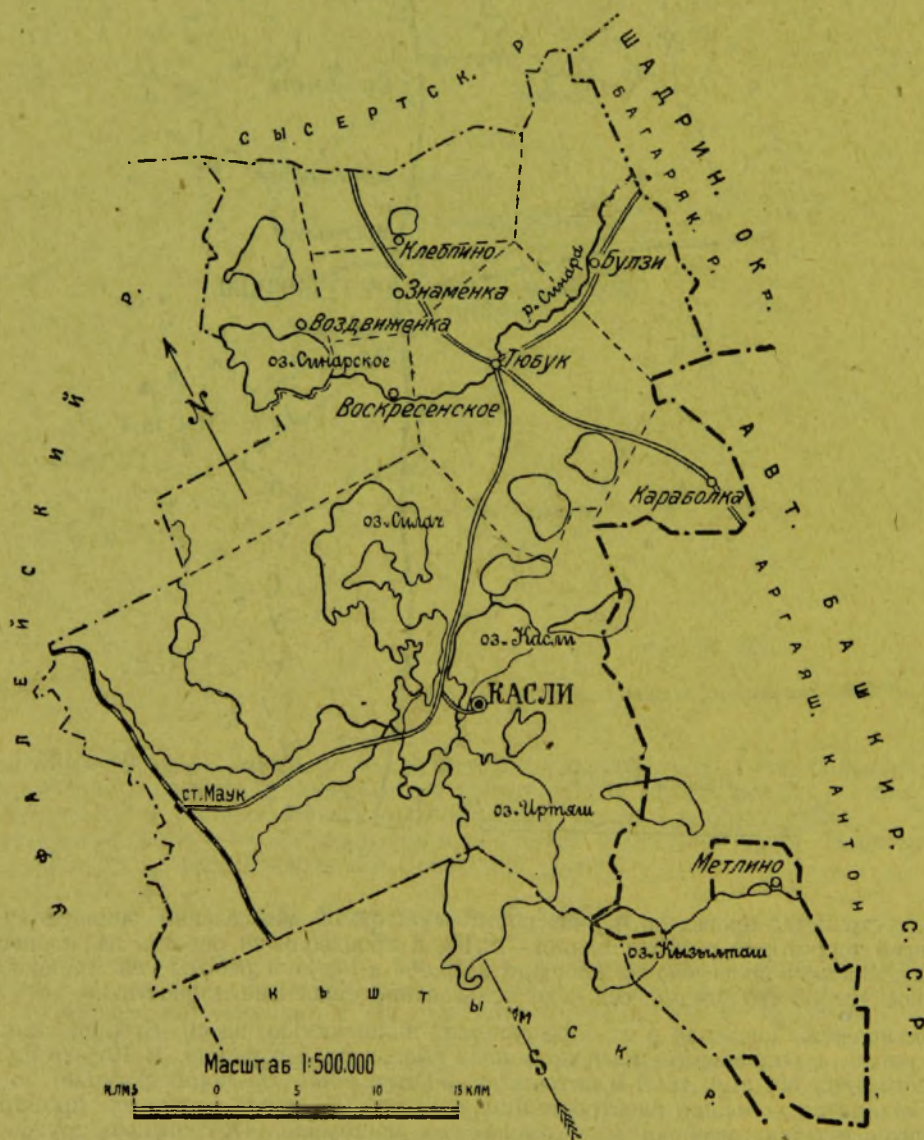 СЫСЕРТСК. Р.
ШАДРИН. ОКР.
БАГАРЯК. Р.
Клеплино
Булзи
р. Синара
Знаменка
Воздвиженка
оз. Синарское
Тюбук
Воскресенское
N
УФАЛЕЙСКИЙ Р.
АВТ. БАШКИР. С.С.Р.
АРГАЯШ. КАНТОН
Караболка
оз. Силач
оз. Касли
КАСЛИ
ст. Маук
оз. Иртяш
Метлино
оз. Кызылташ
КЫШТЫМСК. Р.
S
Масштаб 1:500.000
КЛМ 5 0 5 10 15 КЛМ